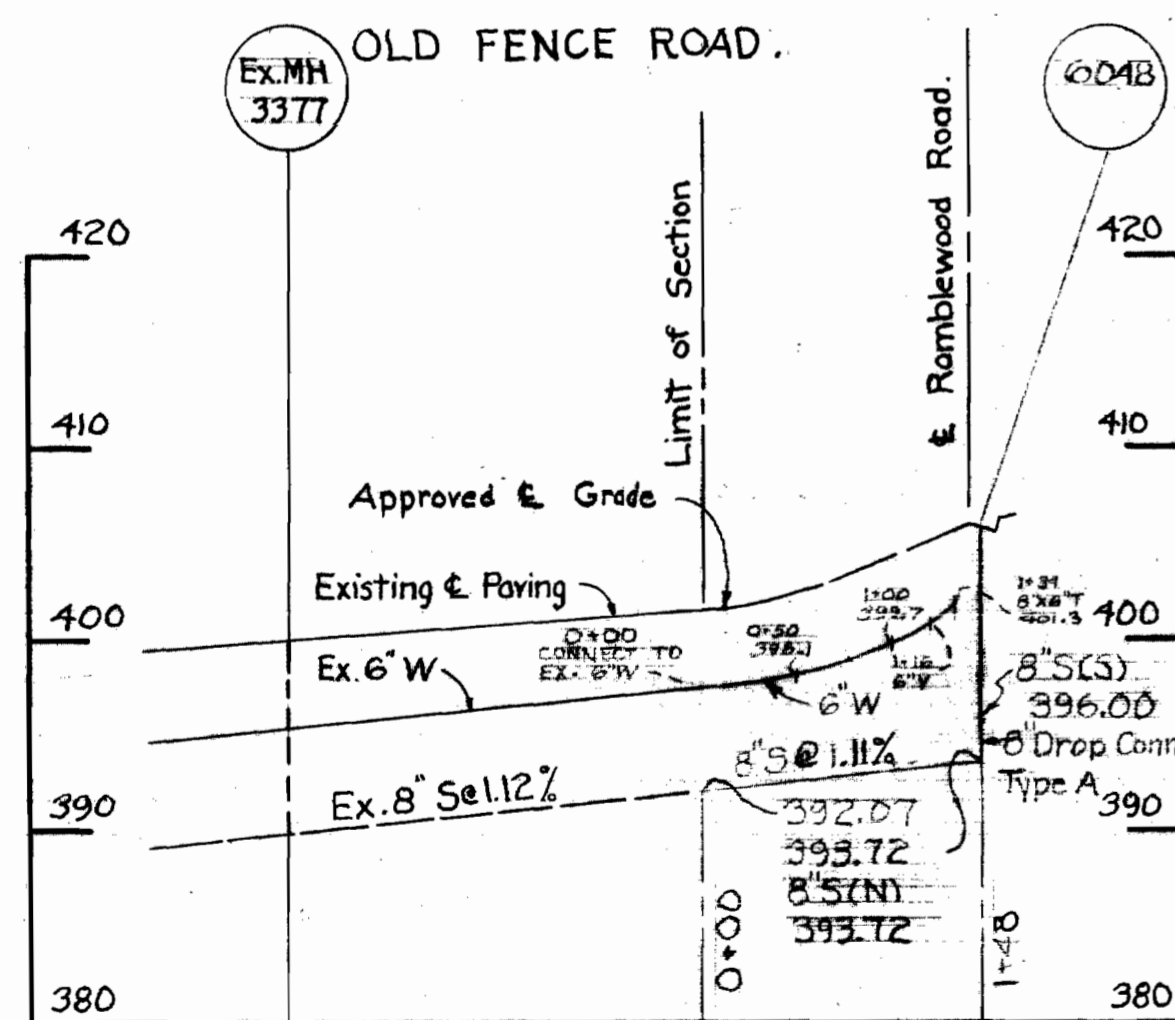 OLD FENCE ROAD.
Ex.MH
3377
6DAB
Limit of Section
℄ Ramblewood Road.
420
420
410
410
Approved ℄ Grade
Existing ℄ Paving
400
400
0+00
CONNECT TO
EX. 6"W
0+50
398.1
1+00
399.7
1+16
1+39
8"X6"T
401.3
Ex. 6" W
6" W
8"S(S)
396.00
8" Drop Conn
Type A
8"S @ 1.11%
Ex. 8" S@1.12%
390
390
392.07
393.72
8"S(N)
393.72
0+00
1+48
380
380